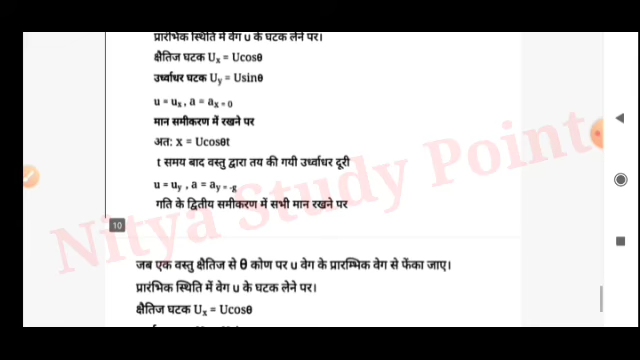 प्रारंभिक स्थिति में वेग u के घटक लेने पर।
क्षैतिज घटक Uₓ = Ucosθ
उर्ध्वाधर घटक Uᵧ = Usinθ
u = uₓ , a = aₓ ₌ ₀
मान समीकरण में रखने पर
अत: x = Ucosθt
t समय बाद वस्तु द्वारा तय की गयी उर्ध्वाधर दूरी
u = uᵧ , a = aᵧ ₌ ₋g
गति के द्वितीय समीकरण में सभी मान रखने पर
10
Nitya Study Point
जब एक वस्तु क्षैतिज से θ कोण पर u वेग के प्रारम्भिक वेग से फेंका जाए।
प्रारंभिक स्थिति में वेग u के घटक लेने पर।
क्षैतिज घटक Uₓ = Ucosθ